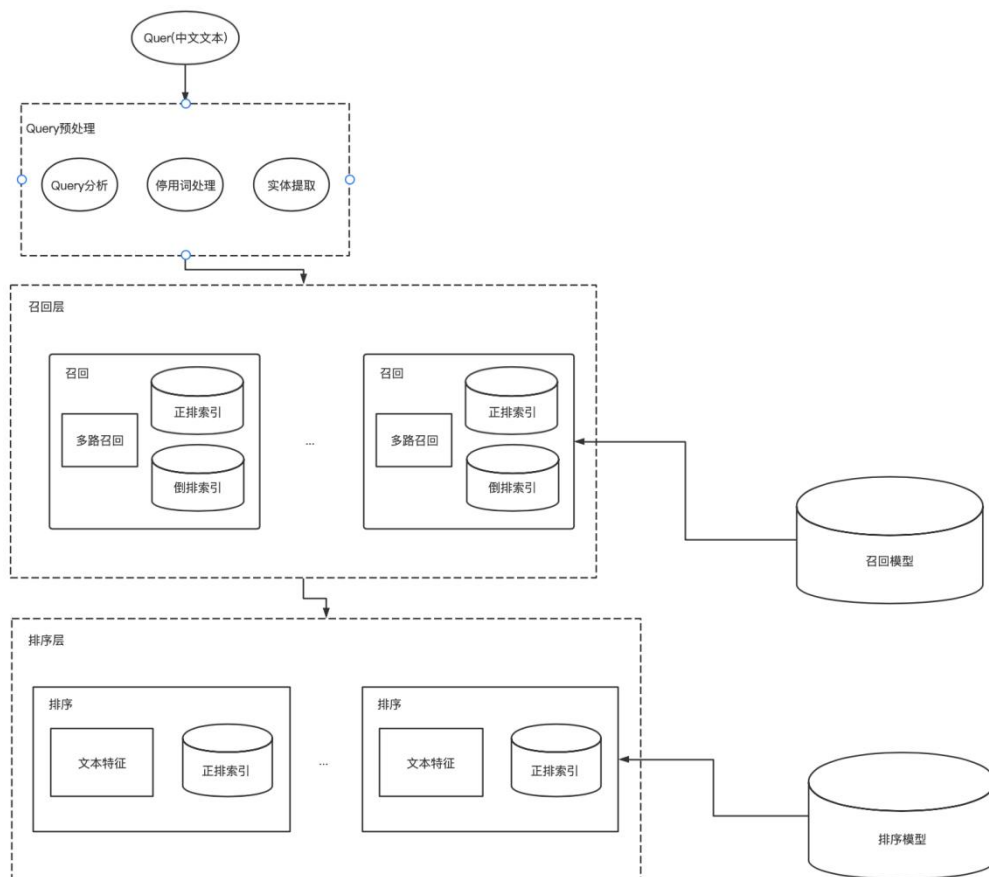 Quer(中文文本)
Query预处理
Query分析
停用词处理
实体提取
召回层
召回
正排索引
多路召回
倒排索引
...
召回
正排索引
多路召回
倒排索引
召回模型
排序层
排序
文本特征
正排索引
...
排序
文本特征
正排索引
排序模型